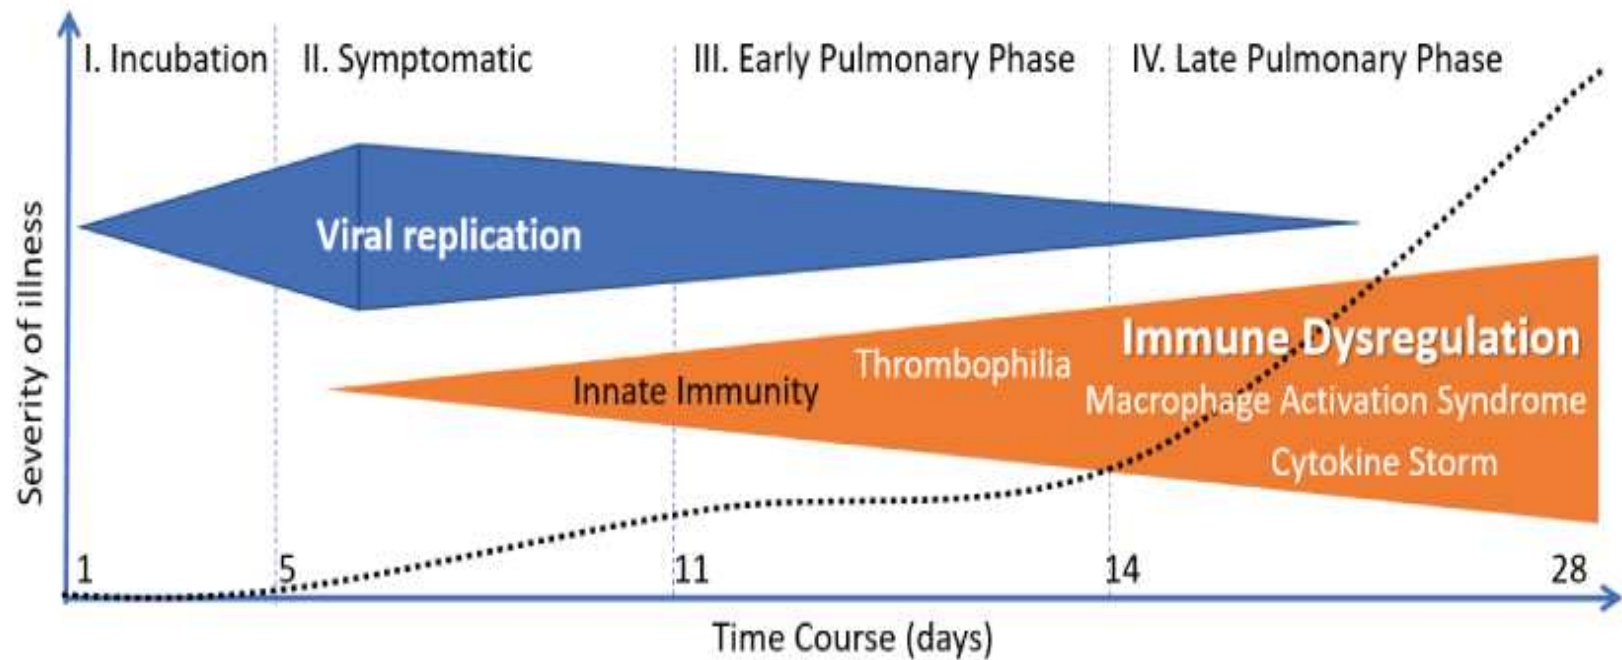 I. Incubation
II. Symptomatic
III. Early Pulmonary Phase
IV. Late Pulmonary Phase
Severity of illness
Viral replication
Immune Dysregulation
Thrombophilia
Innate Immunity
Macrophage Activation Syndrome
Cytokine Storm
1
5
11
14
28
Time Course (days)